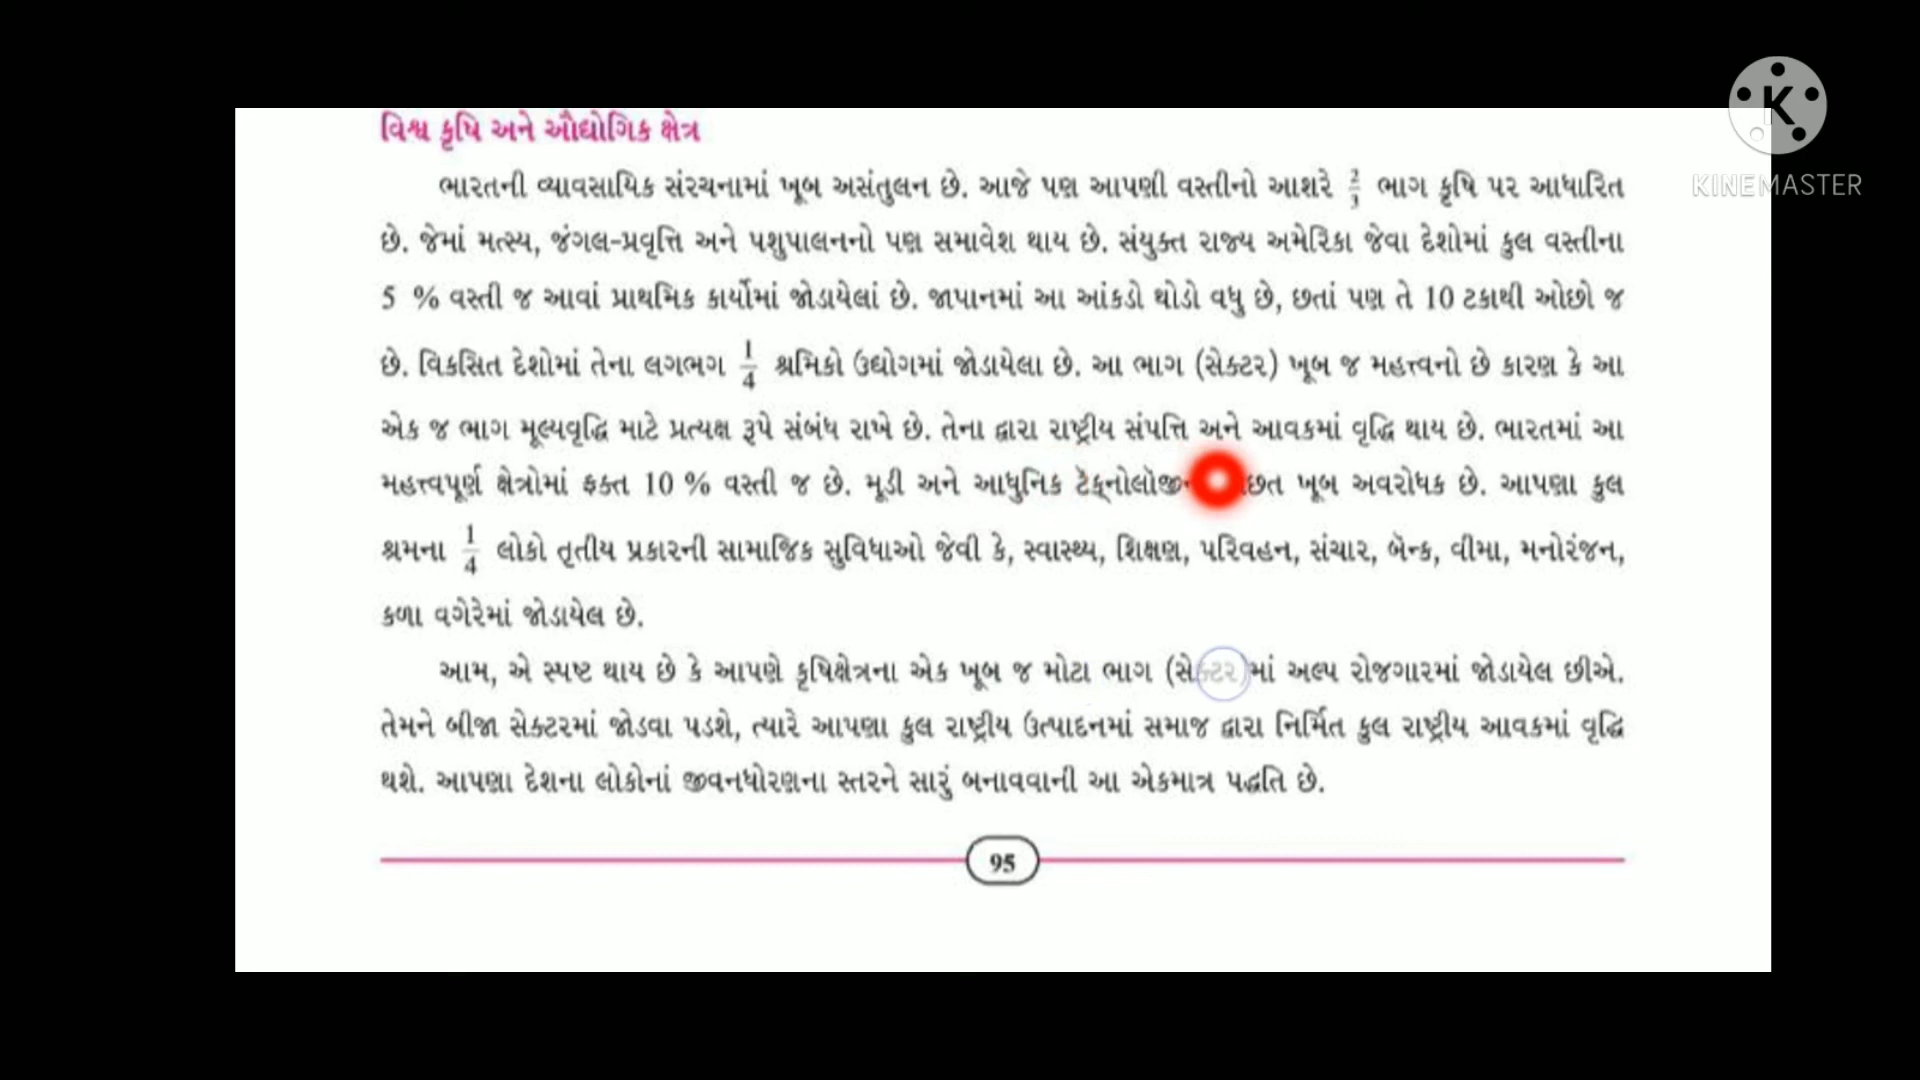 વિશ્વ કૃષિ અને ઔદ્યોગિક ક્ષેત્ર
KINEMASTER
ભારતની વ્યાવસાયિક સંરચનામાં ખૂબ અસંતુલન છે. આજે પણ આપણી વસ્તીનો આશરે 2/3 ભાગ કૃષિ પર આધારિત
છે. જેમાં મત્સ્ય, જંગલ-પ્રવૃત્તિ અને પશુપાલનનો પણ સમાવેશ થાય છે. સંયુક્ત રાજ્ય અમેરિકા જેવા દેશોમાં કુલ વસ્તીના
5 % વસ્તી જ આવાં પ્રાથમિક કાર્યોમાં જોડાયેલાં છે. જાપાનમાં આ આંકડો થોડો વધુ છે, છતાં પણ તે 10 ટકાથી ઓછો જ
છે. વિકસિત દેશોમાં તેના લગભગ 1/4 શ્રમિકો ઉદ્યોગમાં જોડાયેલા છે. આ ભાગ (સેક્ટર) ખૂબ જ મહત્ત્વનો છે કારણ કે આ
એક જ ભાગ મૂલ્યવૃદ્ધિ માટે પ્રત્યક્ષ રૂપે સંબંધ રાખે છે. તેના દ્વારા રાષ્ટ્રીય સંપત્તિ અને આવકમાં વૃદ્ધિ થાય છે. ભારતમાં આ
મહત્ત્વપૂર્ણ ક્ષેત્રોમાં ફક્ત 10 % વસ્તી જ છે. મૂડી અને આધુનિક ખૂબ અવરોધક છે. આપણા કુલ
શ્રમના 1/4 લોકો તૃતીય પ્રકારની સામાજિક સુવિધાઓ જેવી કે, સ્વાસ્થ્ય, શિક્ષણ, પરિવહન, સંચાર, બૅન્ક, વીમા, મનોરંજન,
કળા વગેરેમાં જોડાયેલ છે.
આમ, એ સ્પષ્ટ થાય છે કે આપણે કૃષિક્ષેત્રના એક ખૂબ જ મોટા ભાગ (સેક્ટર)માં અલ્પ રોજગારમાં જોડાયેલ છીએ.
તેમને બીજા સેક્ટરમાં જોડવા પડશે, ત્યારે આપણા કુલ રાષ્ટ્રીય ઉત્પાદનમાં સમાજ દ્વારા નિર્મિત કુલ રાષ્ટ્રીય આવકમાં વૃદ્ધિ
થશે. આપણા દેશના લોકોનાં જીવનધોરણના સ્તરને સારું બનાવવાની આ એકમાત્ર પદ્ધતિ છે.
95